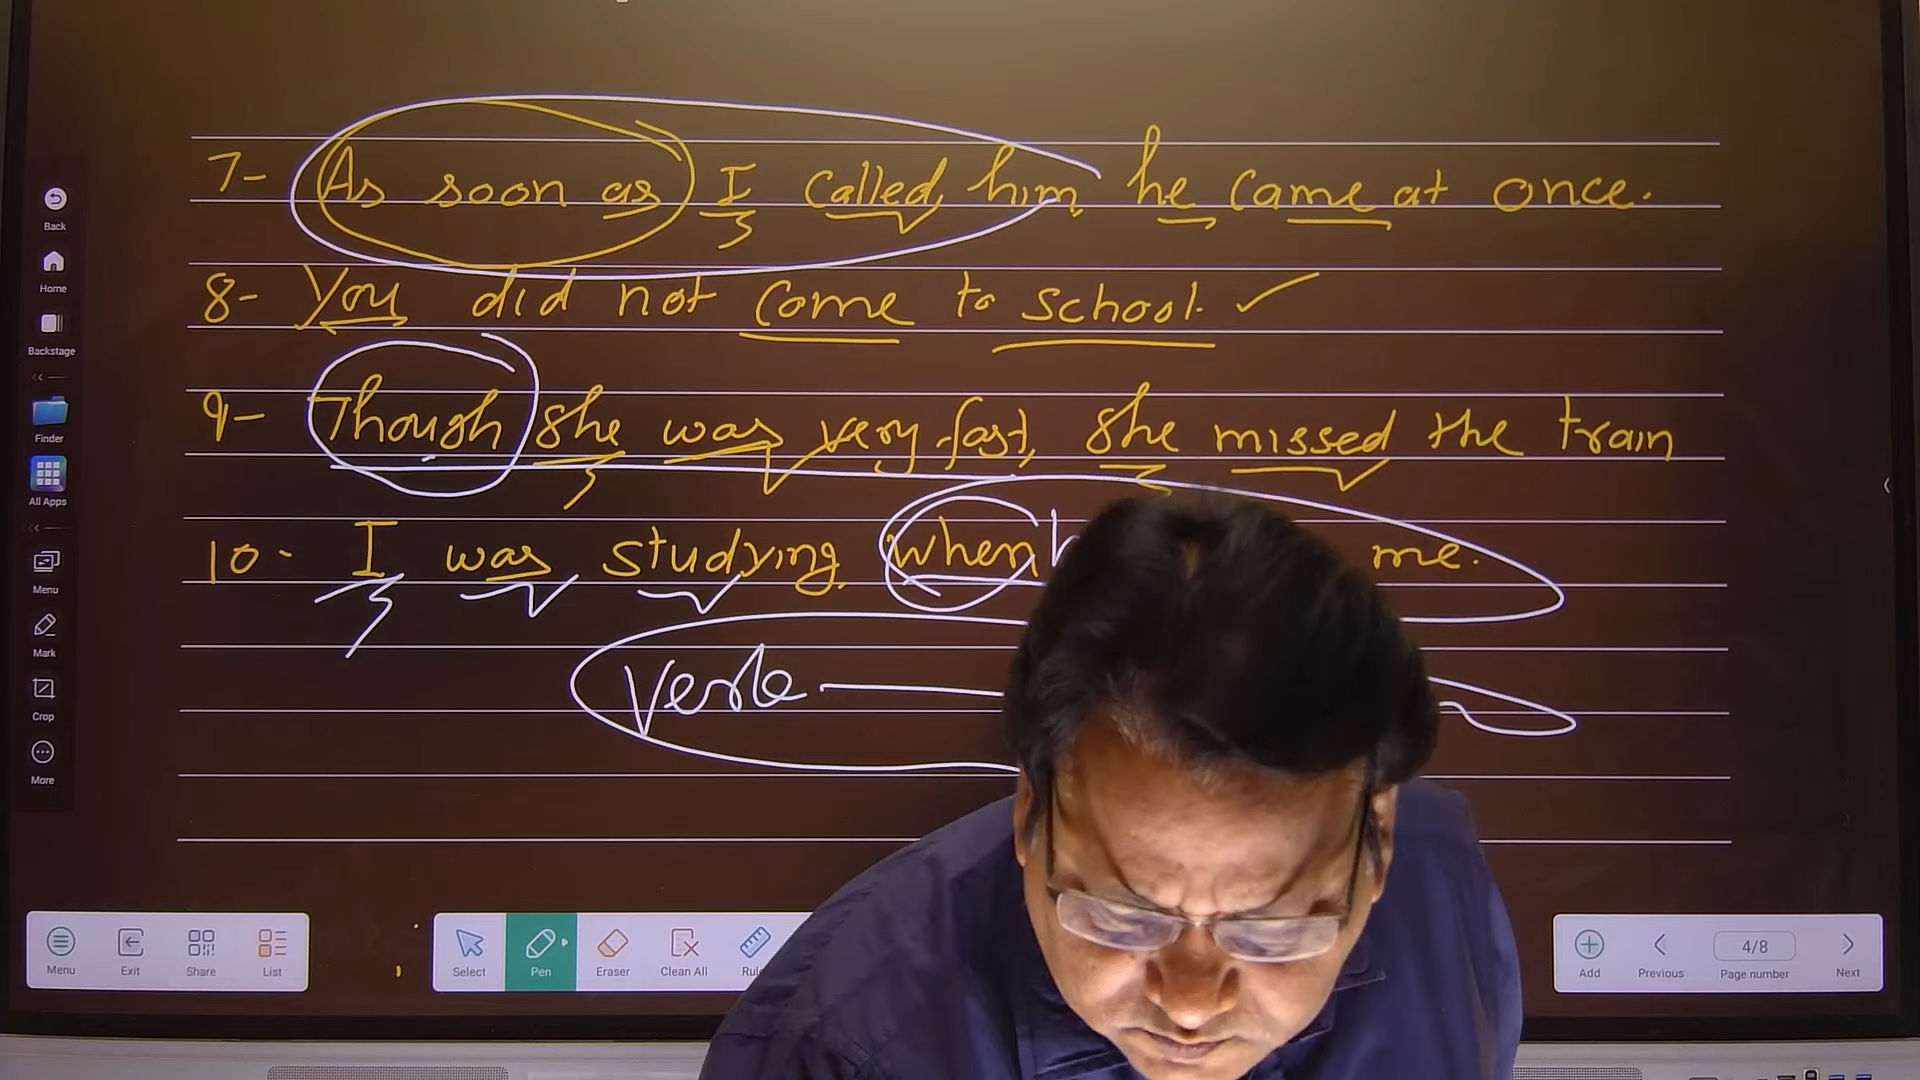 7- As soon as I called him, he came at once.
8- You did not come to school. ✓
9- Though she was very fast, she missed the train
10- I was studying when me.
Verb
Back
Home
Backstage
Finder
All Apps
Menu
Mark
Crop
More
Menu Exit Share List
Select Pen Eraser Clean All
Add Previous 4/8 Page number Next